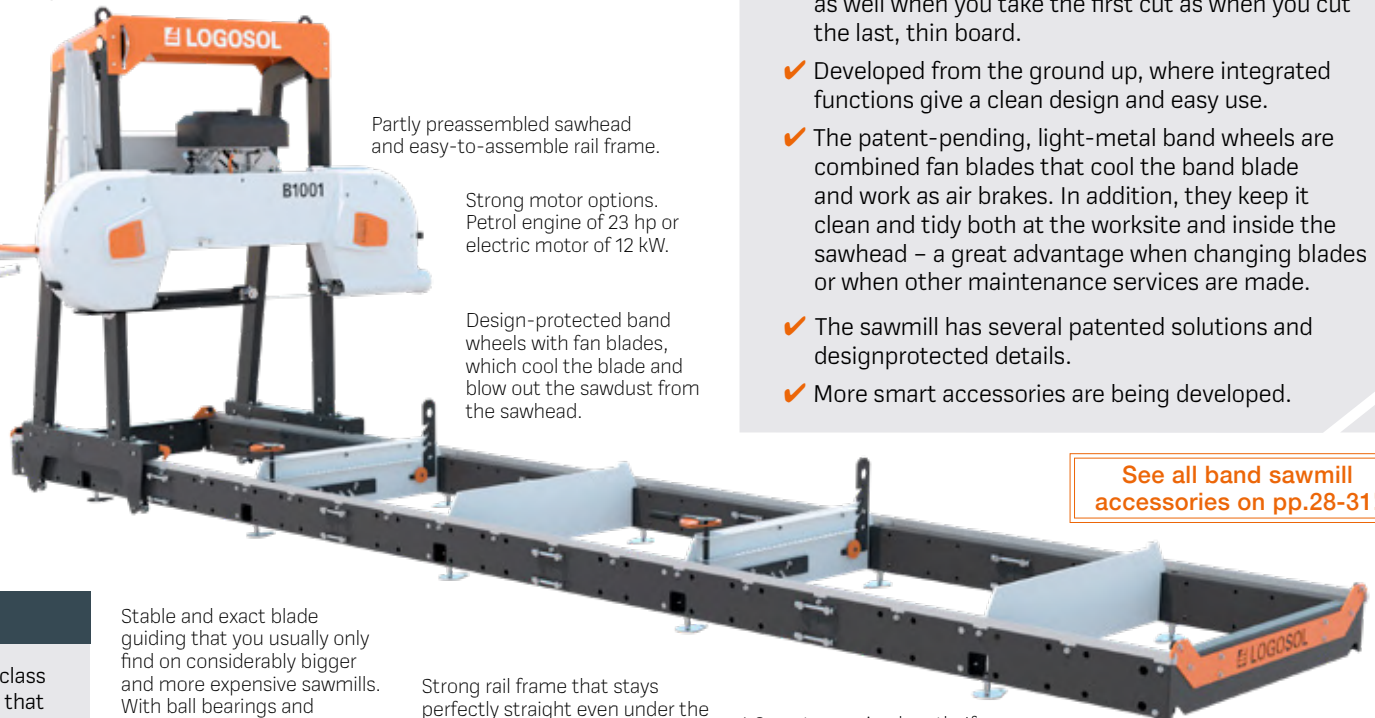 LOGOSOL
B1001
Partly preassembled sawhead
and easy-to-assemble rail frame.
Strong motor options.
Petrol engine of 23 hp or
electric motor of 12 kW.
Design-protected band
wheels with fan blades,
which cool the blade and
blow out the sawdust from
the sawhead.
as well when you take the first cut as when you cut
the last, thin board.
✔ Developed from the ground up, where integrated
functions give a clean design and easy use.
✔ The patent-pending, light-metal band wheels are
combined fan blades that cool the band blade
and work as air brakes. In addition, they keep it
clean and tidy both at the worksite and inside the
sawhead – a great advantage when changing blades
or when other maintenance services are made.
✔ The sawmill has several patented solutions and
designprotected details.
✔ More smart accessories are being developed.
See all band sawmill
accessories on pp.28-31
LOGOSOL
class
that
Stable and exact blade
guiding that you usually only
find on considerably bigger
and more expensive sawmills.
With ball bearings and
Strong rail frame that stays
perfectly straight even under the